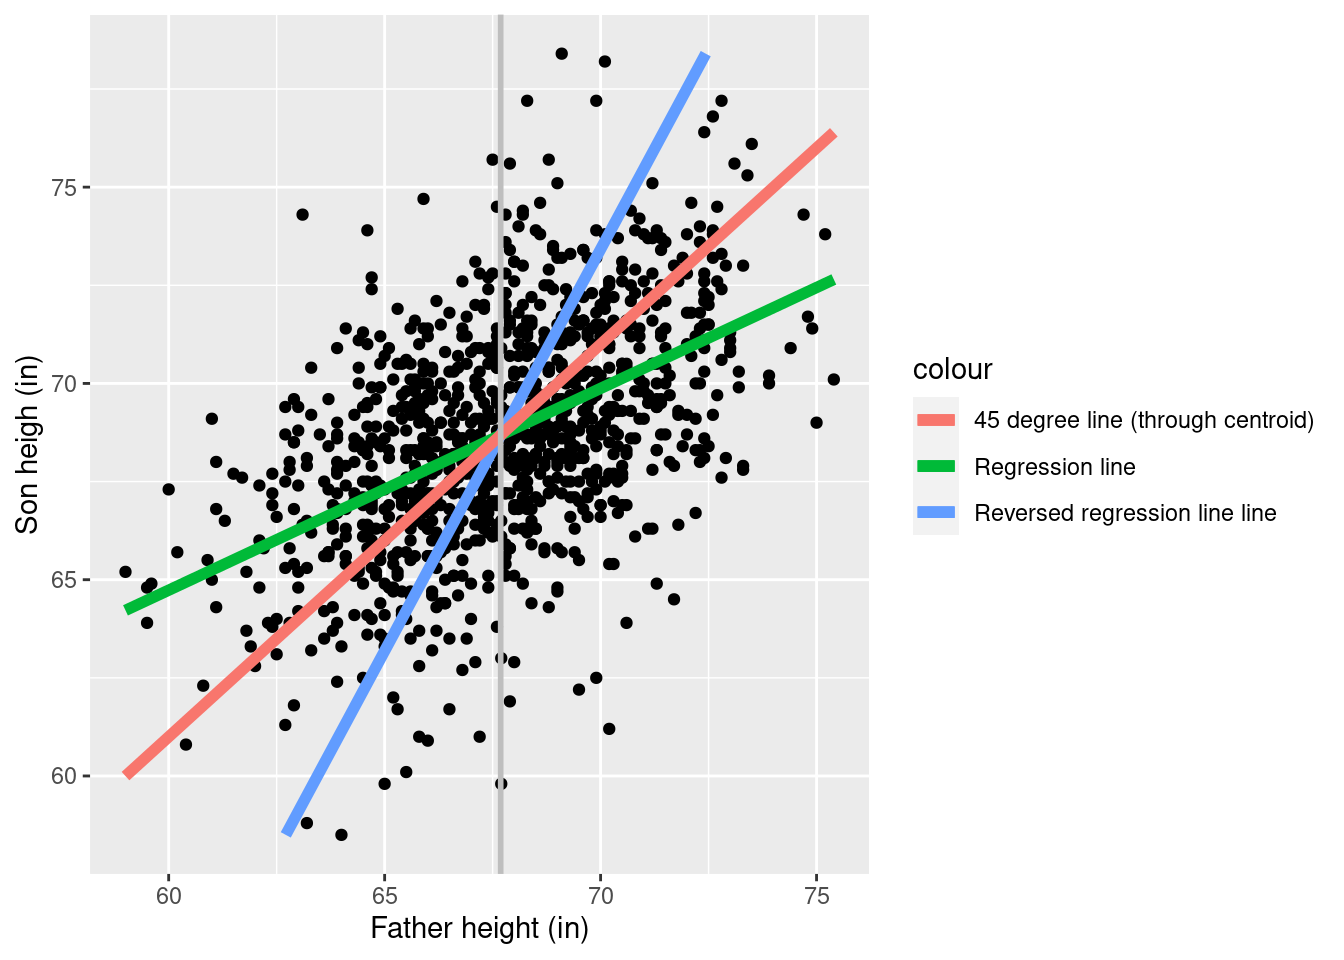 75
70
65
60
Son heigh (in)
60 65 70 75
Father height (in)
colour
45 degree line (through centroid)
Regression line
Reversed regression line line